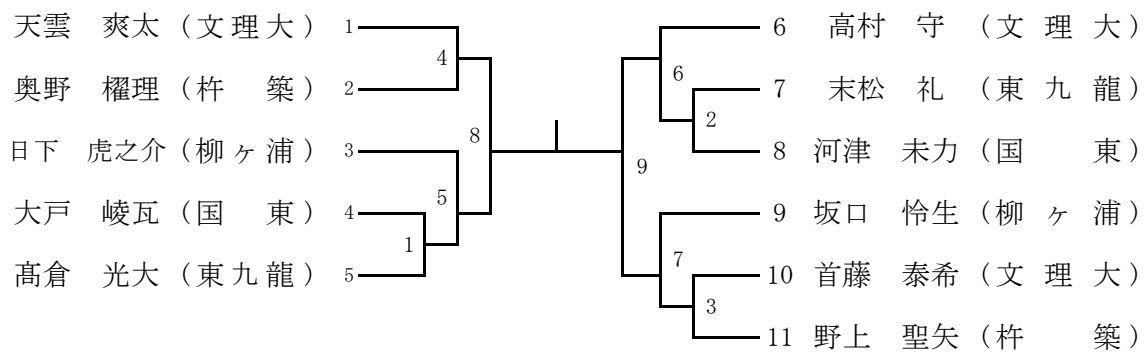 天雲　爽太（文理大） 1
奥野　櫂理（杵　築） 2
日下　虎之介（柳ヶ浦） 3
大戸　崚瓦（国　東） 4
髙倉　光大（東九龍） 5
4
8
5
1
6　高村　守　（文理大）
7　末松　礼　（東九龍）
8　河津　未力（国　東）
9　坂口　怜生（柳ヶ浦）
10　首藤　泰希（文理大）
11　野上　聖矢（杵　築）
6
2
9
7
3